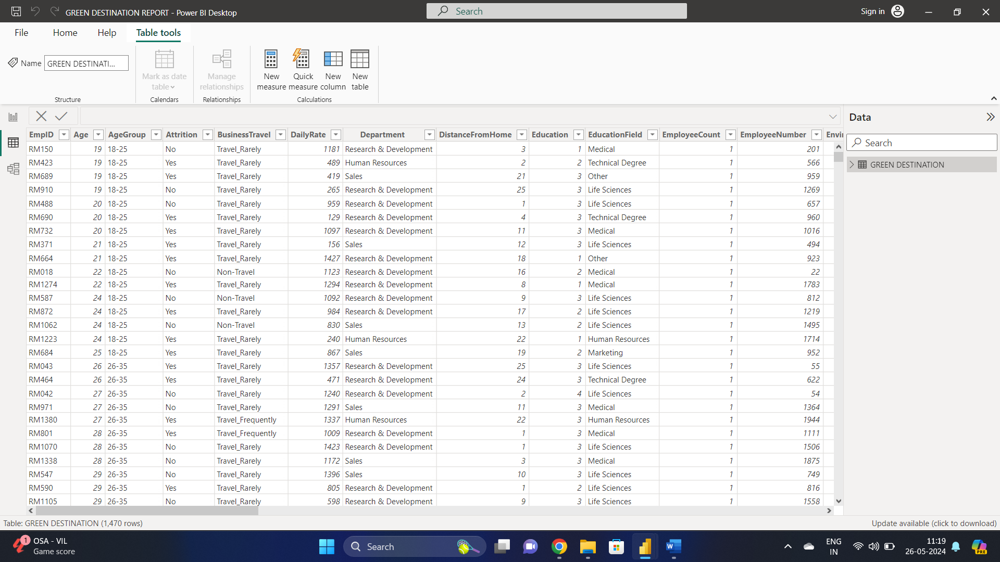 GREEN DESTINATION REPORT - Power BI Desktop
Search
Sign in
File Home Help Table tools
Name GREEN DESTINATI...
Mark as date table
Manage relationships
New measure
Quick measure
New column
New table
Structure Calendars Relationships Calculations
Data
EmpID Age AgeGroup Attrition BusinessTravel DailyRate Department DistanceFromHome Education EducationField EmployeeCount EmployeeNumber Envir
Search
GREEN DESTINATION
RM150 19 18-25 No Travel_Rarely 1181 Research & Development 3 1 Medical 1 201
RM423 19 18-25 Yes Travel_Rarely 489 Human Resources 2 2 Technical Degree 1 566
RM689 19 18-25 Yes Travel_Rarely 419 Sales 21 3 Other 1 959
RM910 19 18-25 No Travel_Rarely 265 Research & Development 25 3 Life Sciences 1 1269
RM488 20 18-25 No Travel_Rarely 959 Research & Development 1 3 Life Sciences 1 657
RM690 20 18-25 Yes Travel_Rarely 129 Research & Development 4 3 Technical Degree 1 960
RM732 20 18-25 Yes Travel_Rarely 1097 Research & Development 11 3 Medical 1 1016
RM371 21 18-25 Yes Travel_Rarely 156 Sales 12 3 Life Sciences 1 494
RM664 21 18-25 Yes Travel_Rarely 1427 Research & Development 18 1 Other 1 923
RM018 22 18-25 No Non-Travel 1123 Research & Development 16 2 Medical 1 22
RM1274 22 18-25 Yes Travel_Rarely 1294 Research & Development 8 1 Medical 1 1783
RM587 24 18-25 No Non-Travel 1092 Research & Development 9 3 Life Sciences 1 812
RM872 24 18-25 Yes Travel_Rarely 984 Research & Development 17 2 Life Sciences 1 1219
RM1062 24 18-25 No Non-Travel 830 Sales 13 2 Life Sciences 1 1495
RM1223 24 18-25 Yes Travel_Rarely 240 Human Resources 22 1 Human Resources 1 1714
RM684 25 18-25 Yes Travel_Rarely 867 Sales 19 2 Marketing 1 952
RM043 26 26-35 Yes Travel_Rarely 1357 Research & Development 25 3 Life Sciences 1 55
RM464 26 26-35 Yes Travel_Rarely 471 Research & Development 24 3 Technical Degree 1 622
RM042 27 26-35 No Travel_Rarely 1240 Research & Development 2 4 Life Sciences 1 54
RM971 27 26-35 No Travel_Rarely 1291 Sales 11 3 Medical 1 1364
RM1380 27 26-35 Yes Travel_Frequently 1337 Human Resources 22 3 Human Resources 1 1944
RM801 28 26-35 Yes Travel_Frequently 1009 Research & Development 1 3 Medical 1 1111
RM1070 28 26-35 No Travel_Rarely 1423 Research & Development 1 3 Life Sciences 1 1506
RM1338 28 26-35 No Travel_Rarely 1172 Sales 3 3 Medical 1 1875
RM547 29 26-35 No Travel_Rarely 1396 Sales 10 3 Life Sciences 1 749
RM590 29 26-35 Yes Travel_Rarely 805 Research & Development 1 2 Life Sciences 1 816
RM1105 29 26-35 No Travel_Rarely 598 Research & Development 9 3 Life Sciences 1 1558
Table: GREEN DESTINATION (1,470 rows)
Update available (click to download)
1
OSA - VIL
Game score
Search
W
ENG
IN
11:19
26-05-2024
PRE